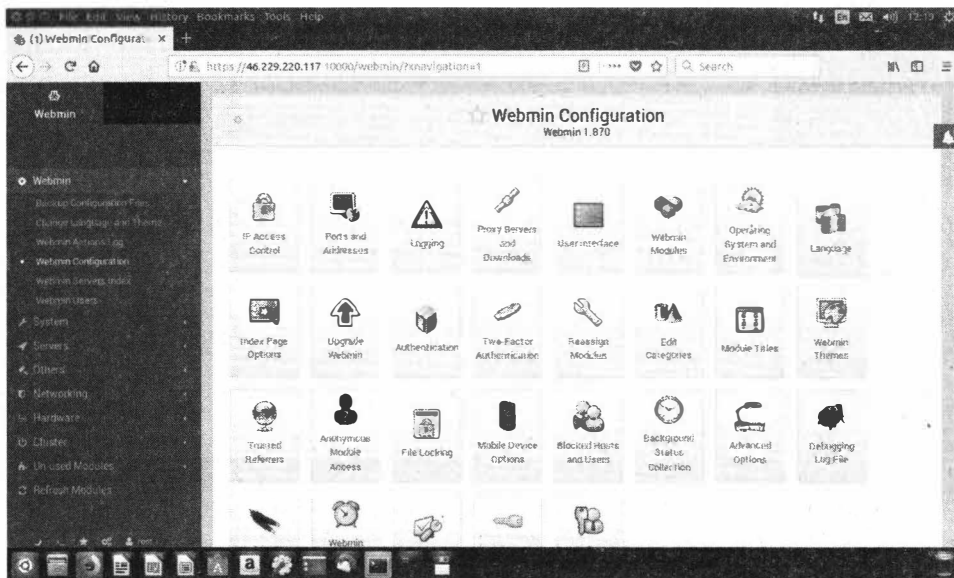 File Edit View History Bookmarks Tools Help
En 12:10
(1) Webmin Configurat × +
https://46.229.220.117:10000/webmin/?xnavigation=1
Search
Webmin
Webmin Configuration
Webmin 1.870
Webmin
Backup Configuration Files
Change Language and Theme
Webmin Actions Log
Webmin Configuration
Webmin Servers Index
Webmin Users
System
Servers
Others
Networking
Hardware
Cluster
Un-used Modules
Refresh Modules
root
IP Access Control
Ports and Addresses
Logging
Proxy Servers and Downloads
User Interface
Webmin Modules
Operating System and Environment
Language
Index Page Options
Upgrade Webmin
Authentication
Two-Factor Authentication
Reassign Modules
Edit Categories
Module Titles
Webmin Themes
Trusted Referrers
Anonymous Module Access
File Locking
Mobile Device Options
Blocked Hosts and Users
Background Status Collection
Advanced Options
Debugging Log File
Webmin